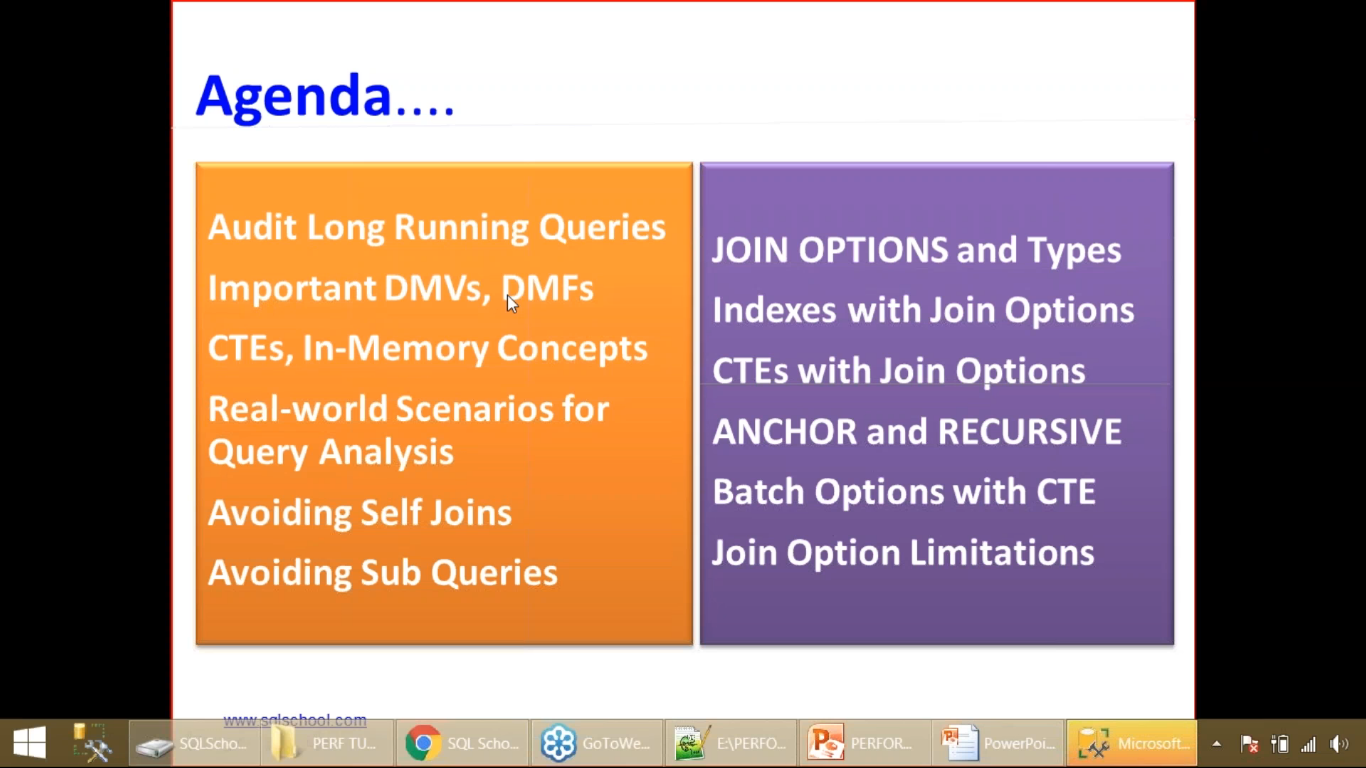 Agenda....
Audit Long Running Queries
Important DMVs, DMFs
CTEs, In-Memory Concepts
Real-world Scenarios for
Query Analysis
Avoiding Self Joins
Avoiding Sub Queries
JOIN OPTIONS and Types
Indexes with Join Options
CTEs with Join Options
ANCHOR and RECURSIVE
Batch Options with CTE
Join Option Limitations
www.sqlschool.com
SQLScho...
PERF TU...
SQL Scho...
GoToWe...
E:\PERFO...
PERFOR...
PowerPoi...
Microsoft...